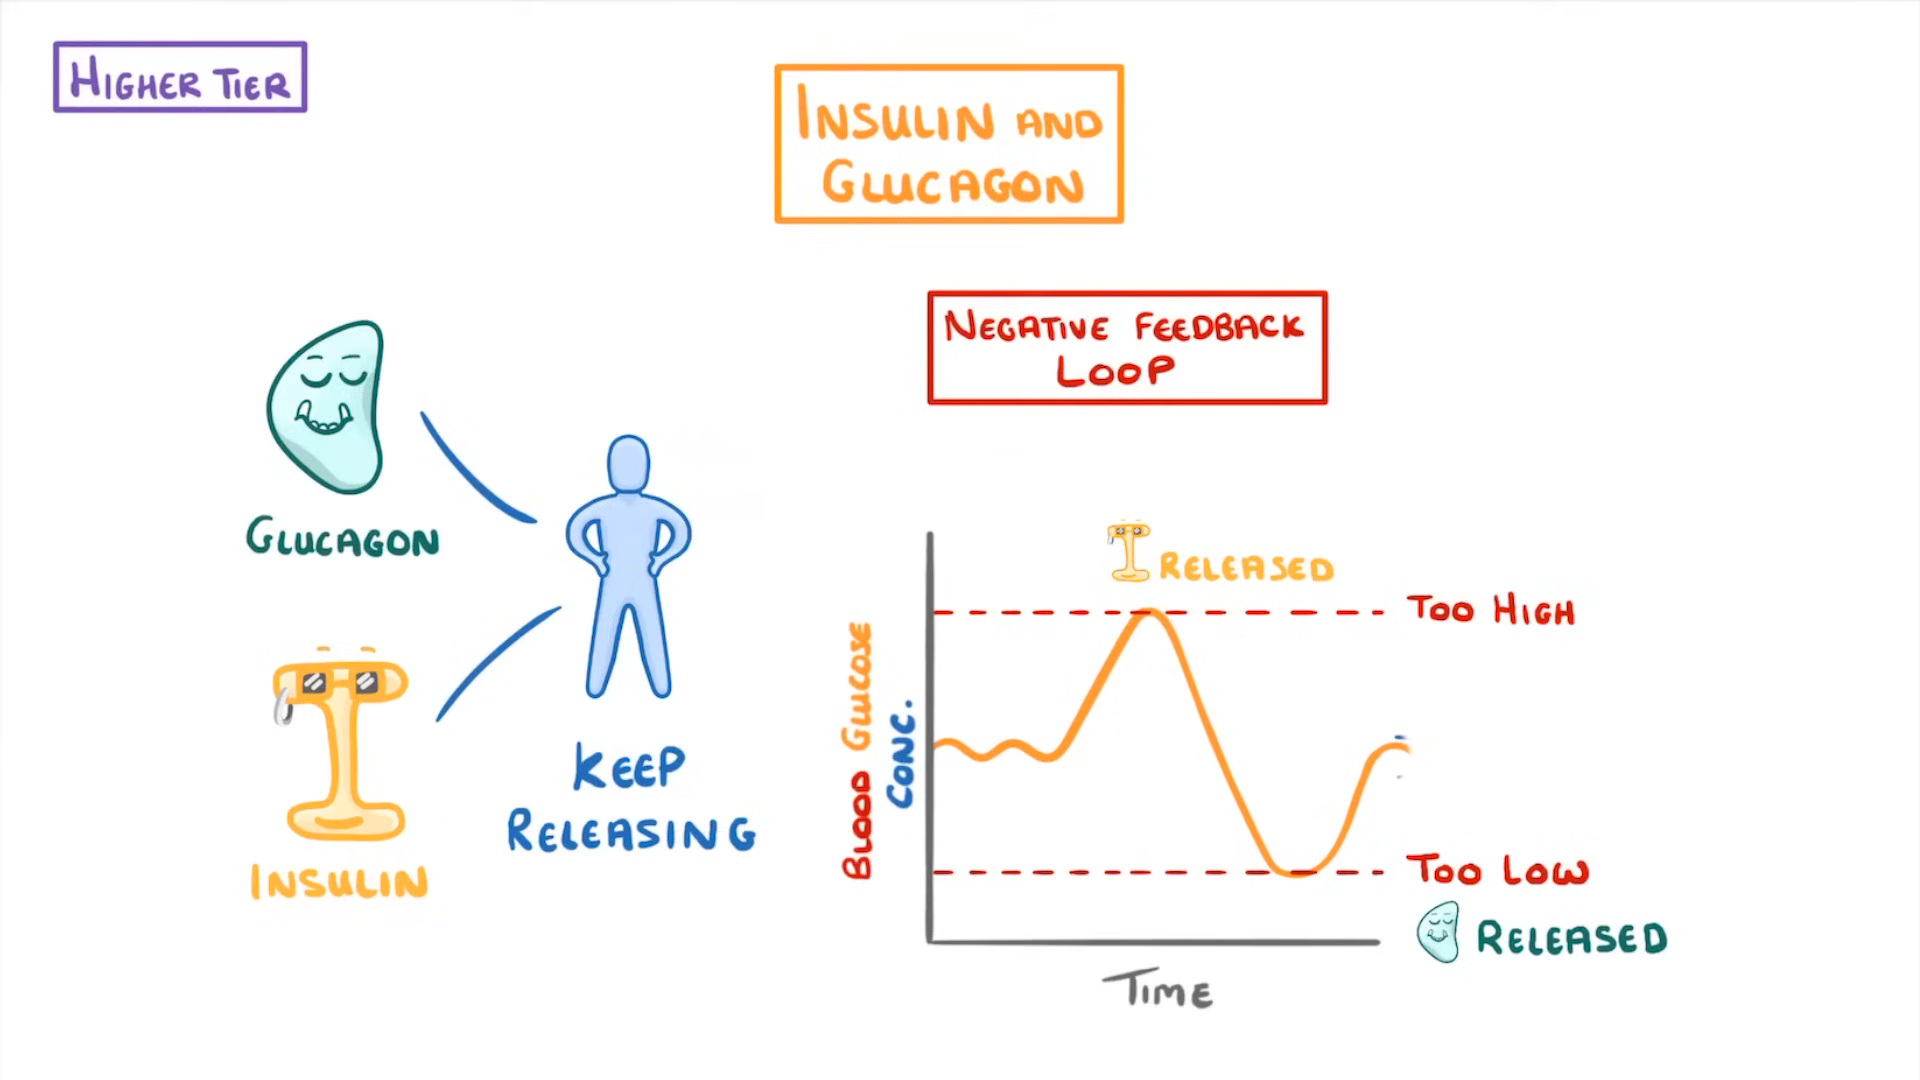 HIGHER TIER
INSULIN AND
GLUCAGON
NEGATIVE FEEDBACK
LOOP
GLUCAGON
INSULIN
KEEP
RELEASING
BLOOD GLUCOSE
CONC.
RELEASED
TOO HIGH
TOO LOW
RELEASED
TIME